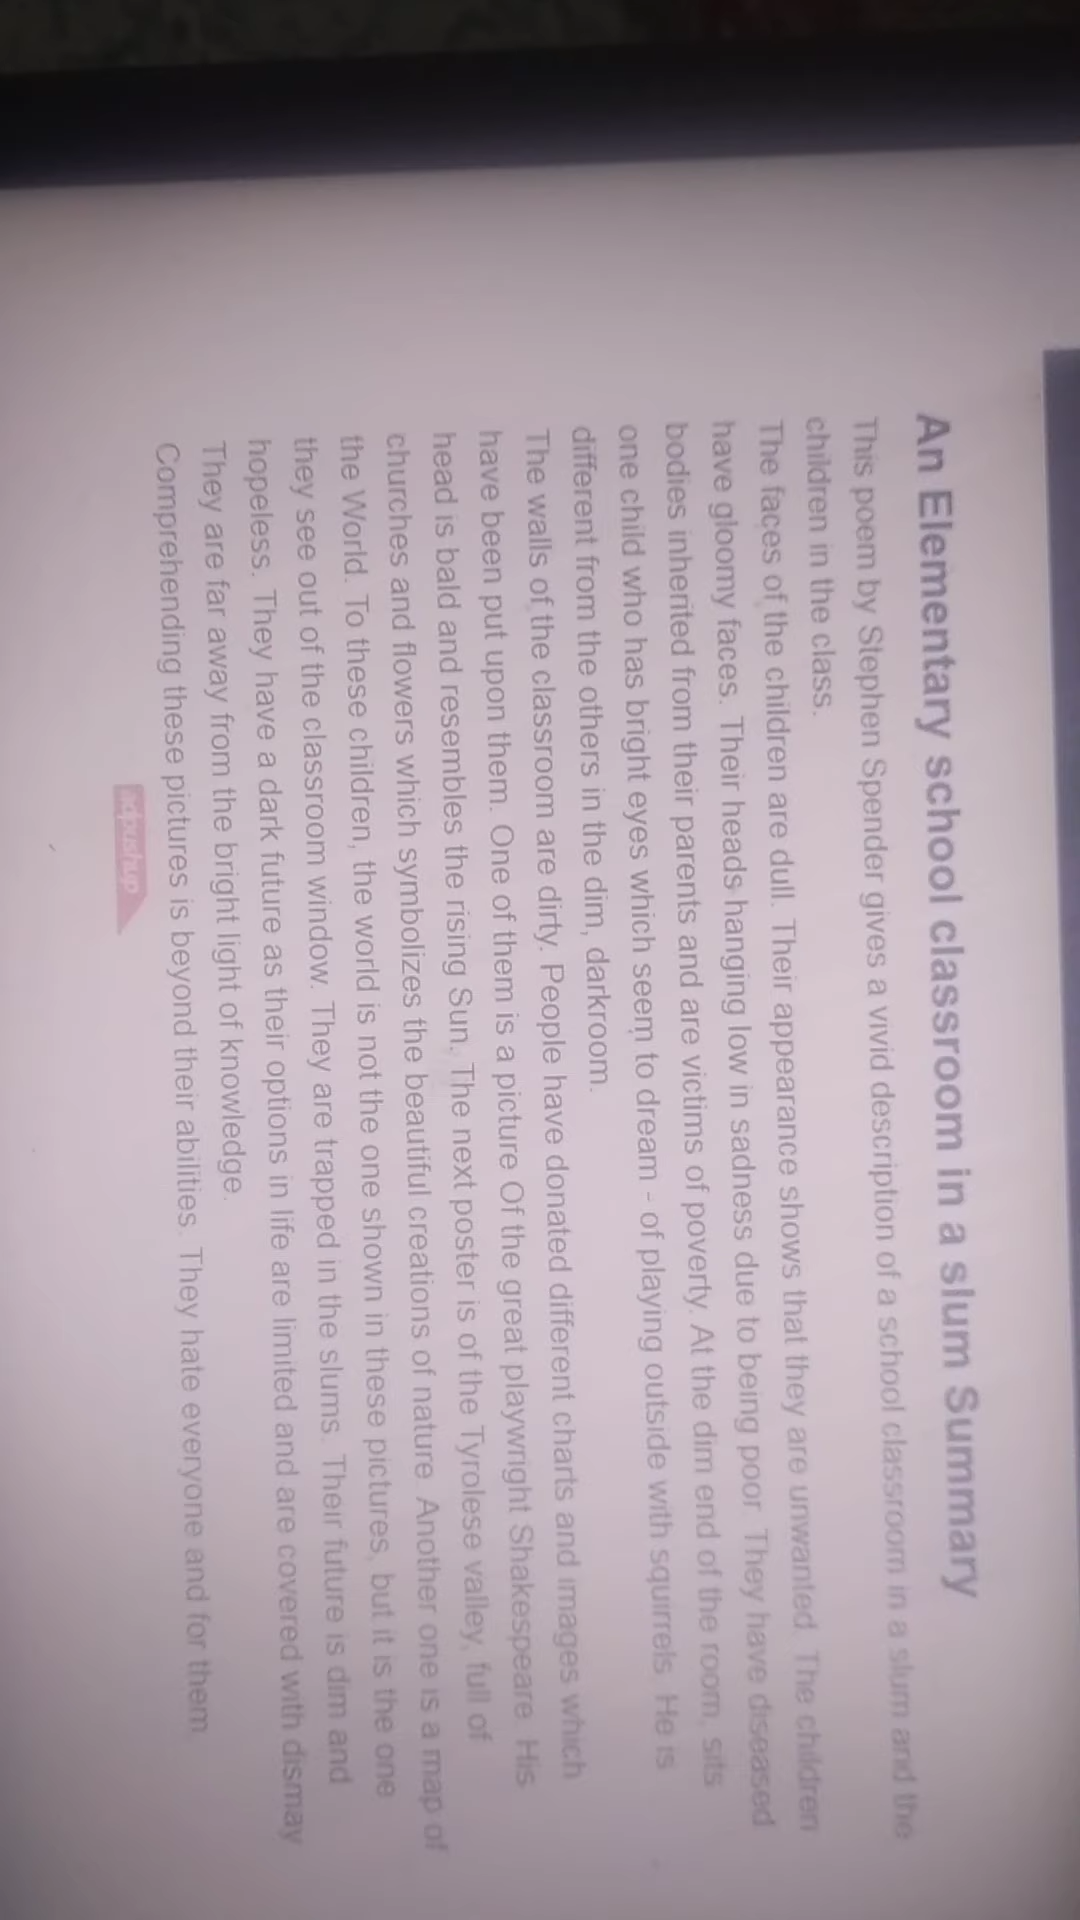 An Elementary school classroom in a slum Summary
This poem by Stephen Spender gives a vivid description of a school classroom in a slum and the
children in the class.
The faces of the children are dull. Their appearance shows that they are unwanted. The children
have gloomy faces. Their heads hanging low in sadness due to being poor. They have diseased
bodies inherited from their parents and are victims of poverty. At the dim end of the room, sits
one child who has bright eyes which seem to dream - of playing outside with squirrels. He is
different from the others in the dim, darkroom.
The walls of the classroom are dirty. People have donated different charts and images which
have been put upon them. One of them is a picture Of the great playwright Shakespeare. His
head is bald and resembles the rising Sun. The next poster is of the Tyrolese valley, full of
churches and flowers which symbolizes the beautiful creations of nature. Another one is a map of
the World. To these children, the world is not the one shown in these pictures, but it is the one
they see out of the classroom window. They are trapped in the slums. Their future is dim and
hopeless. They have a dark future as their options in life are limited and are covered with dismay
They are far away from the bright light of knowledge.
Comprehending these pictures is beyond their abilities. They hate everyone and for them,
adpushup